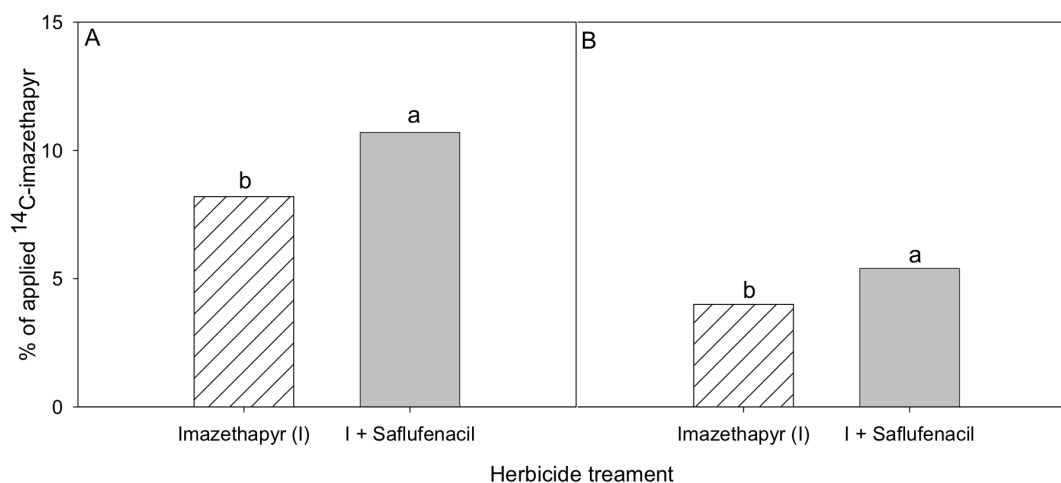 % of applied ¹⁴C-imazethapyr
15
10
5
0
A
b
a
B
b
a
Imazethapyr (I)
I + Saflufenacil
Imazethapyr (I)
I + Saflufenacil
Herbicide treament